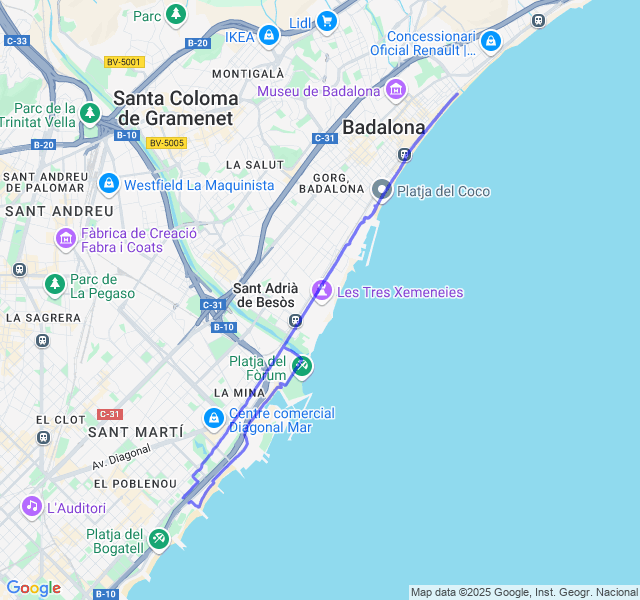 Parc
C-33
B-20
IKEA
Lidl
Concessionari
Oficial Renault |...
BV-5001
MONTIGALÀ
Museu de Badalona
Santa Coloma
de Gramenet
Parc de la
Trinitat Vella
B-10
BV-5005
B-20
C-31
Badalona
LA SALUT
SANT ANDREU
DE PALOMAR
Westfield La Maquinista
GORG,
BADALONA
Platja del Coco
SANT ANDREU
Fàbrica de Creació
Fabra i Coats
Parc de
La Pegaso
Sant Adrià
de Besòs
Les Tres Xemeneies
C-31
B-10
LA SAGRERA
Platja del
Fòrum
LA MINA
C-31
Centre comercial
Diagonal Mar
EL CLOT
SANT MARTÍ
Av. Diagonal
EL POBLENOU
L'Auditori
Platja del
Bogatell
B-10
Google
Map data ©2025 Google, Inst. Geogr. Nacional